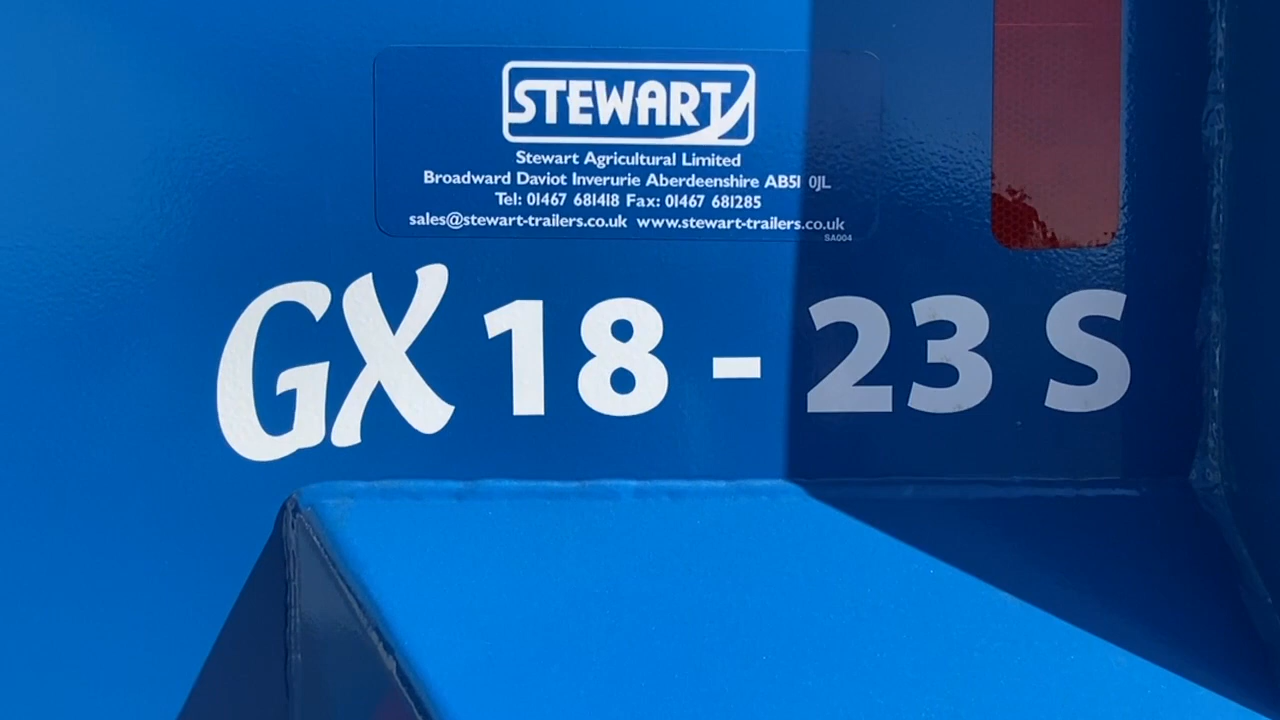 STEWART
Stewart Agricultural Limited
Broadward Daviot Inverurie Aberdeenshire AB51 0JL
Tel: 01467 681418 Fax: 01467 681285
sales@stewart-trailers.co.uk www.stewart-trailers.co.uk
SA004
GX 18 - 23 S